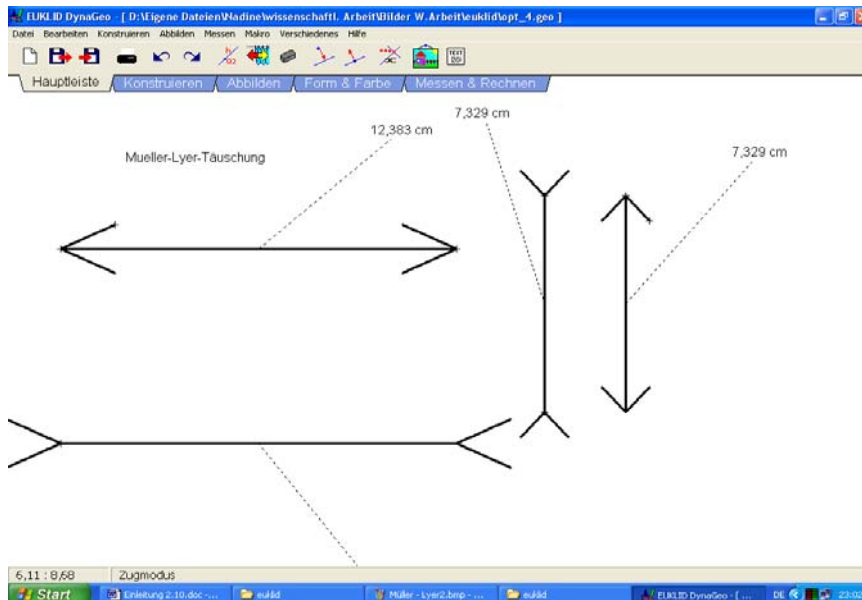 EUKLID DynaGeo - [ D:\Eigene Dateien\Nadine\wissenschaftl. Arbeit\Bilder W.Arbeit\euklid\opt_4.geo ]
Datei Bearbeiten Konstruieren Abbilden Messen Makro Verschiedenes Hilfe
TEXT
Hauptleiste Konstruieren Abbilden Form & Farbe Messen & Rechnen
7,329 cm
12,383 cm
7,329 cm
Mueller-Lyer-Täuschung
6,11 : 8,68 Zugmodus
Start Einleitung 2.10.doc -... euklid Müller - Lyer2.bmp - ... euklid EUKLID DynaGeo - [ ... DE 23:02